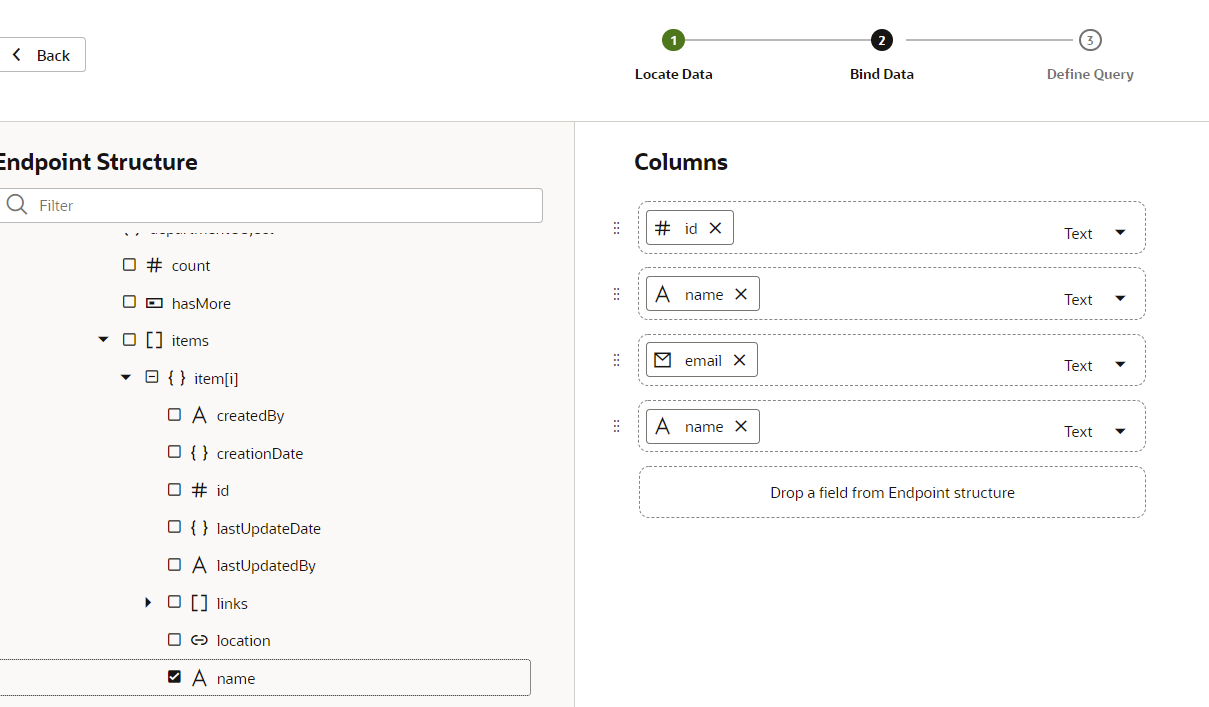 Back
1
2
3
Locate Data
Bind Data
Define Query
Endpoint Structure
Filter
count
hasMore
items
item[i]
createdBy
creationDate
id
lastUpdateDate
lastUpdatedBy
links
location
name
Columns
id
Text
name
Text
email
Text
name
Text
Drop a field from Endpoint structure